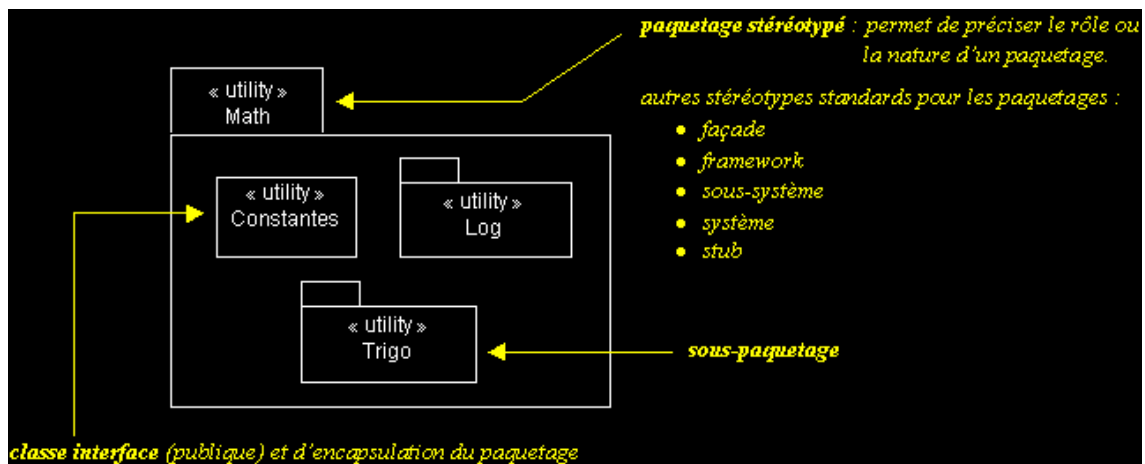 paquetage stéréotypé : permet de préciser le rôle ou
la nature d'un paquetage.
« utility »
Math
autres stéréotypes standards pour les paquetages :
• façade
• framework
• sous-système
• système
• stub
« utility »
Constantes
« utility »
Log
« utility »
Trigo
sous-paquetage
classe interface (publique) et d'encapsulation du paquetage